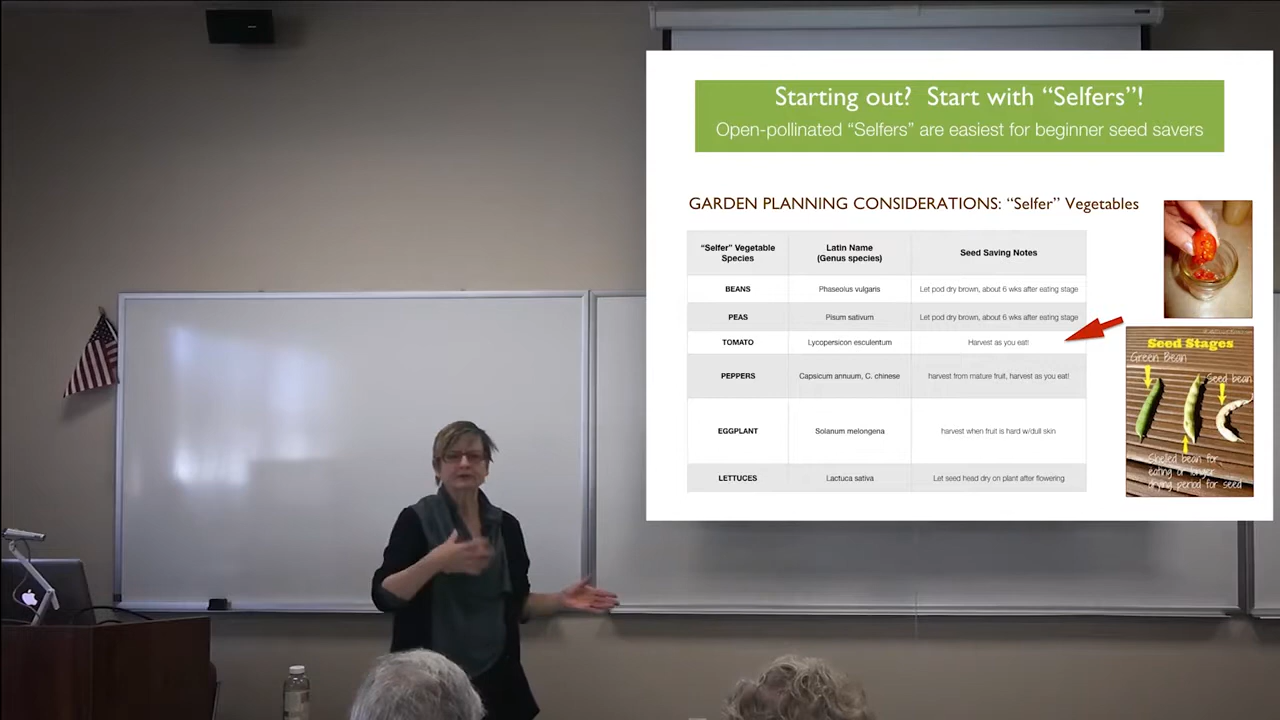 Starting out? Start with “Selfers”!
Open-pollinated “Selfers” are easiest for beginner seed savers
GARDEN PLANNING CONSIDERATIONS: “Selfer” Vegetables
“Selfer” Vegetable Species
Latin Name (Genus species)
Seed Saving Notes
BEANS
Phaseolus vulgaris
Let pod dry brown, about 6 wks after eating stage
PEAS
Pisum sativum
Let pod dry brown, about 6 wks after eating stage
TOMATO
Lycopersicon esculentum
Harvest as you eat!
PEPPERS
Capsicum annuum, C. chinese
harvest from mature fruit, harvest as you eat!
EGGPLANT
Solanum melongena
harvest when fruit is hard w/dull skin
LETTUCES
Lactuca sativa
Let seed head dry on plant after flowering
Seed Stages
Green Bean
Seed bean
Shelled bean for
eating or longer
drying period for seed